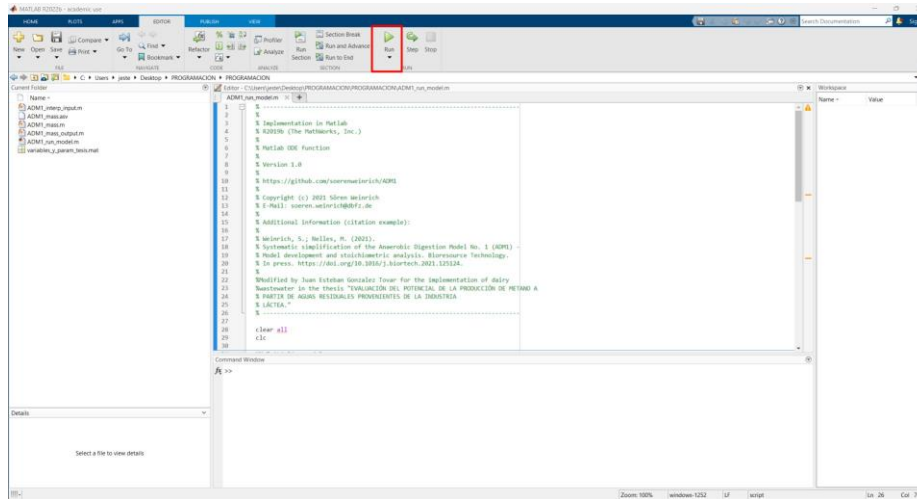 MATLAB R2022b - academic use
HOME PLOTS APPS EDITOR PUBLISH VIEW
Search Documentation
New Open Save Compare Print Go To Find Bookmark Refactor Profiler Analyze Run Section Section Break Run and Advance Run to End Run Step Stop
FILE NAVIGATE CODE ANALYZE SECTION RUN
C: Users jeste Desktop PROGRAMACION PROGRAMACION
Current Folder
Name
ADM1_interp_input.m
ADM1_mass.asv
ADM1_mass.m
ADM1_mass_output.m
ADM1_run_model.m
variables_y_param_tesis.mat
Details
Select a file to view details
Editor - C:\Users\jeste\Desktop\PROGRAMACION\PROGRAMACION\ADM1_run_model.m
ADM1_run_model.m
1 % ---------------------------------------------------------------
2 %
3 % Implementation in Matlab
4 % R2019b (The MathWorks, Inc.)
5 %
6 % Matlab ODE function
7 %
8 % Version 1.0
9 %
10 % https://github.com/soerenweinrich/ADM1
11 %
12 % Copyright (c) 2021 Sören Weinrich
13 % E-Mail: soeren.weinrich@dbfz.de
14 %
15 % Additional information (citation example):
16 %
17 % Weinrich, S.; Nelles, M. (2021).
18 % Systematic simplification of the Anaerobic Digestion Model No. 1 (ADM1) -
19 % Model development and stoichiometric analysis. Bioresource Technology.
20 % In press. https://doi.org/10.1016/j.biortech.2021.125124.
21 %
22 %Modified by Juan Esteban Gonzalez Tovar for the implementation of dairy
23 %wastewater in the thesis "EVALUACIÓN DEL POTENCIAL DE LA PRODUCCIÓN DE METANO A
24 % PARTIR DE AGUAS RESIDUALES PROVENIENTES DE LA INDUSTRIA
25 % LÁCTEA."
26 % ---------------------------------------------------------------
27
28 clear all
29 clc
30
Command Window
fx >>
Workspace
Name Value
Zoom: 100% windows-1252 LF script Ln 26 Col